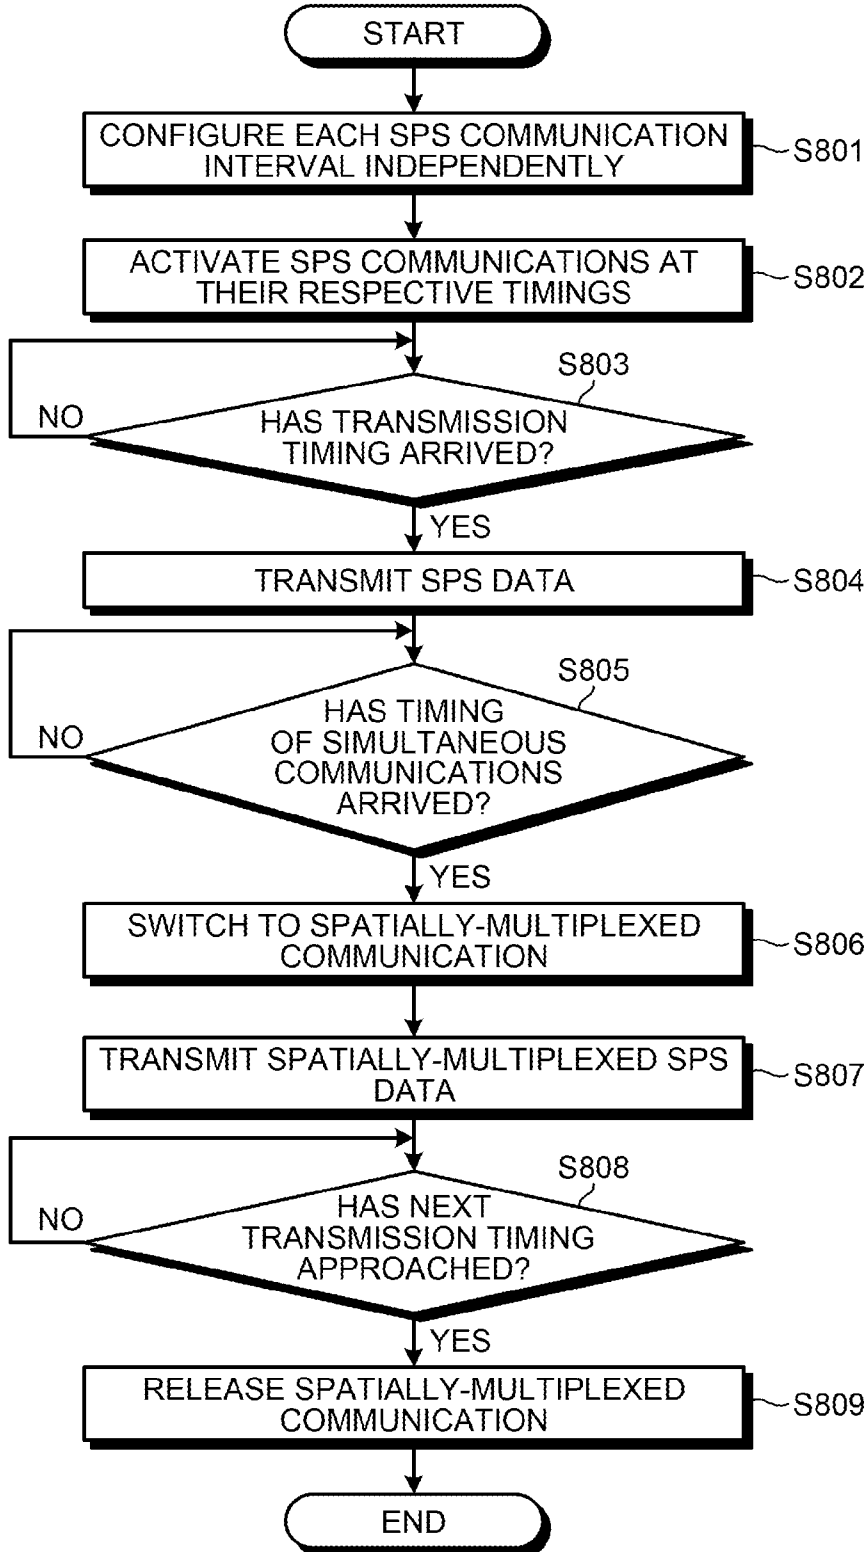 START
CONFIGURE EACH SPS COMMUNICATION
INTERVAL INDEPENDENTLY
S801
ACTIVATE SPS COMMUNICATIONS AT
THEIR RESPECTIVE TIMINGS
S802
S803
NO
HAS TRANSMISSION
TIMING ARRIVED?
YES
TRANSMIT SPS DATA
S804
S805
NO
HAS TIMING
OF SIMULTANEOUS
COMMUNICATIONS
ARRIVED?
YES
SWITCH TO SPATIALLY-MULTIPLEXED
COMMUNICATION
S806
TRANSMIT SPATIALLY-MULTIPLEXED SPS
DATA
S807
S808
NO
HAS NEXT
TRANSMISSION TIMING
APPROACHED?
YES
RELEASE SPATIALLY-MULTIPLEXED
COMMUNICATION
S809
END